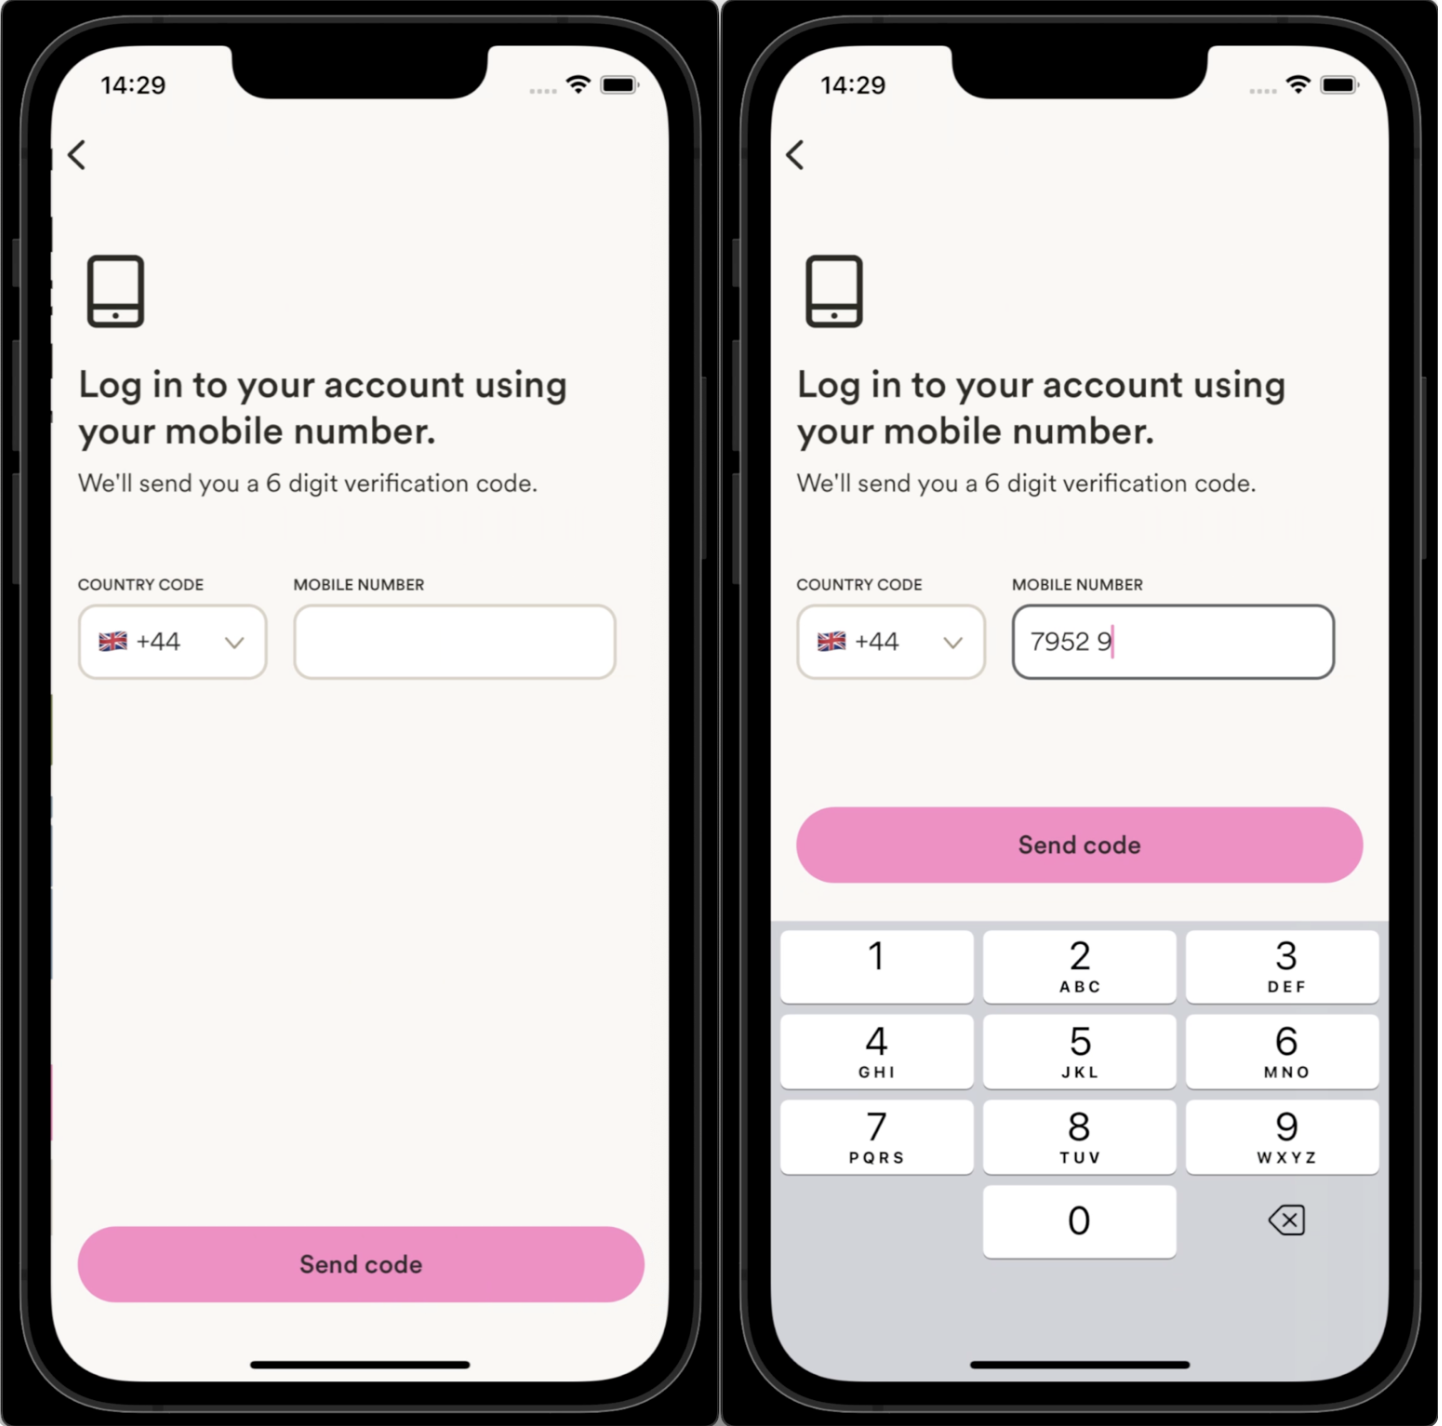 14:29
Log in to your account using
your mobile number.
We'll send you a 6 digit verification code.
COUNTRY CODE MOBILE NUMBER
+44
Send code
14:29
Log in to your account using
your mobile number.
We'll send you a 6 digit verification code.
COUNTRY CODE MOBILE NUMBER
+44 7952 9
Send code
1 2 3
ABC DEF
4 5 6
GHI JKL MNO
7 8 9
PQRS TUV WXYZ
0